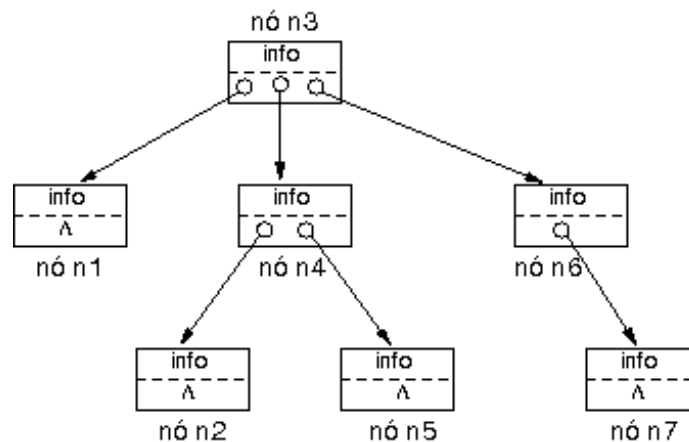 nó n3
info
info
Λ
nó n1
info
nó n4
info
nó n6
info
Λ
nó n2
info
Λ
nó n5
info
Λ
nó n7